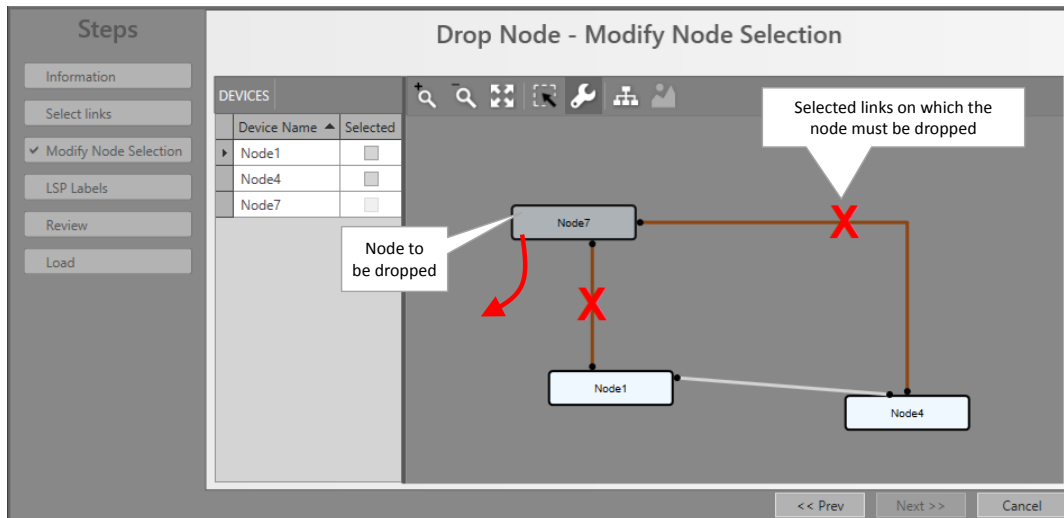 Steps
Information
Select links
Modify Node Selection
LSP Labels
Review
Load
Drop Node - Modify Node Selection
DEVICES
Device Name Selected
Node1
Node4
Node7
Selected links on which the
node must be dropped
Node to
be dropped
Node7
X
X
Node1
Node4
<< Prev
Next >>
Cancel